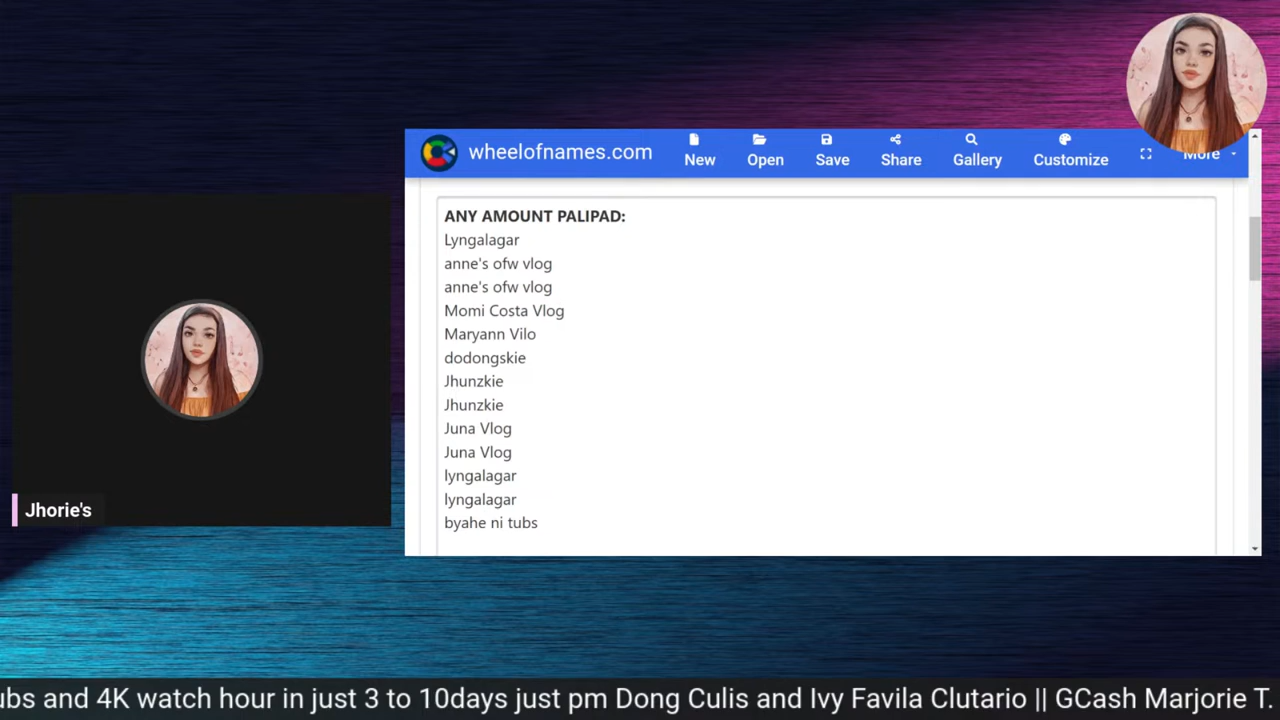 wheelofnames.com
New
Open
Save
Share
Gallery
Customize
More
ANY AMOUNT PALIPAD:
Lyngalagar
anne's ofw vlog
anne's ofw vlog
Momi Costa Vlog
Maryann Vilo
dodongskie
Jhunzkie
Jhunzkie
Juna Vlog
Juna Vlog
lyngalagar
lyngalagar
byahe ni tubs
Jhorie's
and 4K watch hour in just 3 to 10days just pm Dong Culis and Ivy Favila Clutario || GCash Marjorie T.